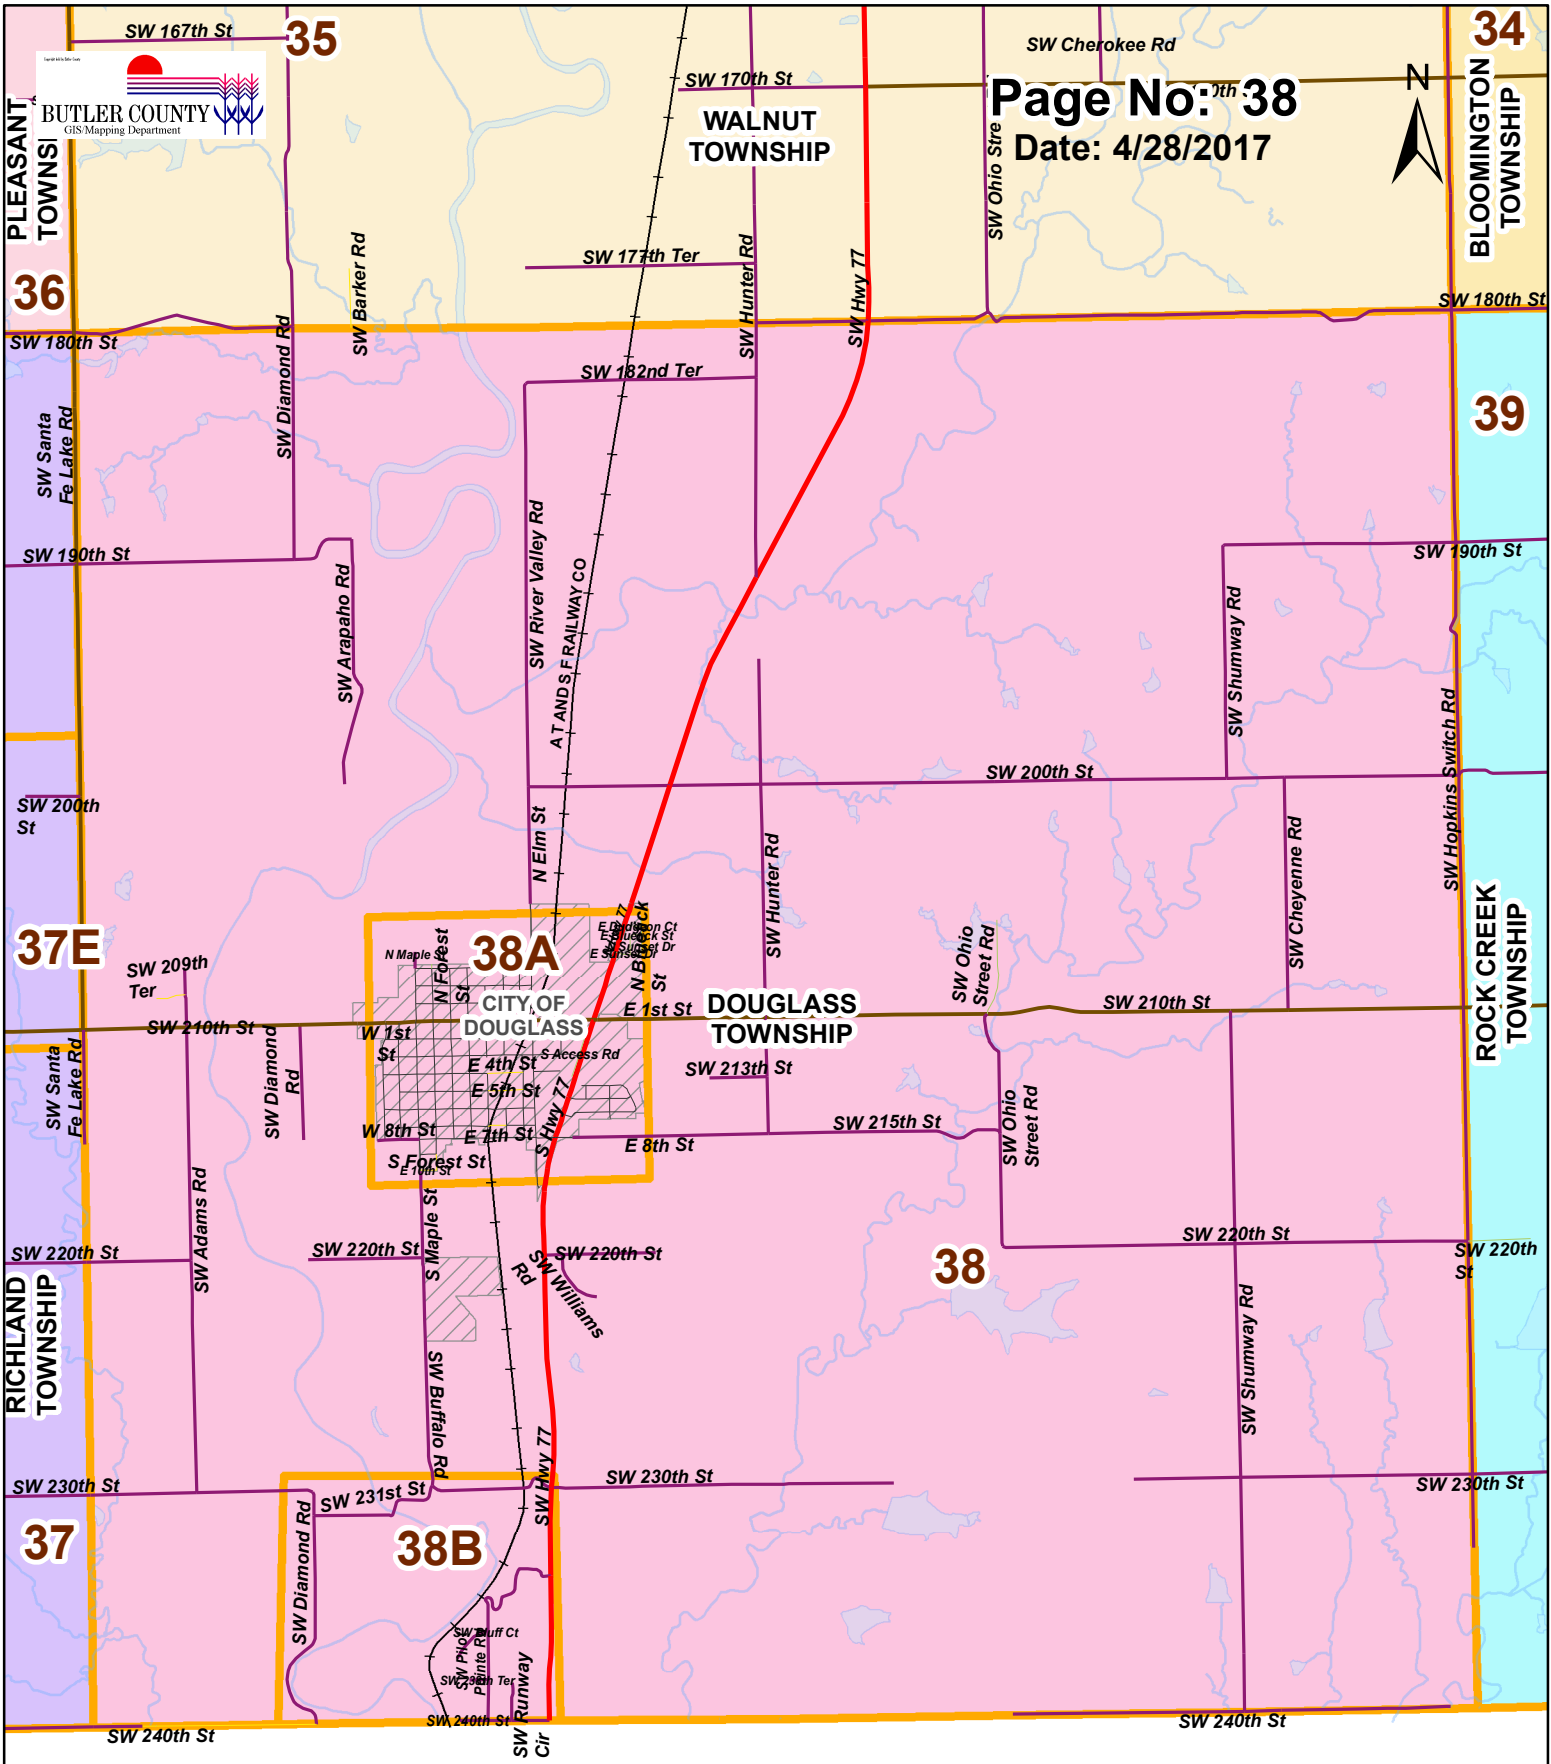 SW 167th St
35
SW Cherokee Rd
34
BUTLER COUNTY
GIS/Mapping Department
SW 170th St
Page No: 38
Date: 4/28/2017
N
PLEASANT
WALNUT
TOWNSHIP
BLOOMINGTON
TOWNSHIP
SW Barker Rd
SW 177th Ter
SW Hunter Rd
SW Hwy 77
36
SW 180th St
SW 180th St
SW Diamond Rd
SW 182nd Ter
39
SW Santa
Fe Lake Rd
SW 190th St
SW 190th St
SW River Valley Rd
SW Arapaho Rd
A T AND S F RAILWAY CO
SW Shumway Rd
SW Hopkins Switch Rd
SW 200th St
SW 200th
St
N Elm St
SW Hunter Rd
SW Cheyenne Rd
37E
38A
N Forest
St
SW 209th
Ter
SW Ohio
Street Rd
CITY OF
DOUGLASS
E 1st St
DOUGLASS
TOWNSHIP
SW 210th St
SW 210th St
ROCK CREEK
TOWNSHIP
W 1st
St
SW Santa
Fe Lake Rd
SW Diamond
Rd
S Access Rd
E 4th St
E 5th St
SW 213th St
S Hwy 77
W 8th St
E 7th St
E 8th St
SW 215th St
SW Ohio
Street Rd
S Forest St
E 10th St
SW Adams Rd
S Maple St
SW 220th St
SW 220th St
SW 220th St
SW 220th St
SW 220th
St
SW Williams
Rd
38
RICHLAND
TOWNSHIP
SW Shumway Rd
SW Buffalo Rd
SW Hwy 77
SW 230th St
SW 230th St
SW 230th St
SW 231st St
37
38B
SW Diamond Rd
SW Runway
Cir
SW 240th St
SW 240th St
SW 240th St